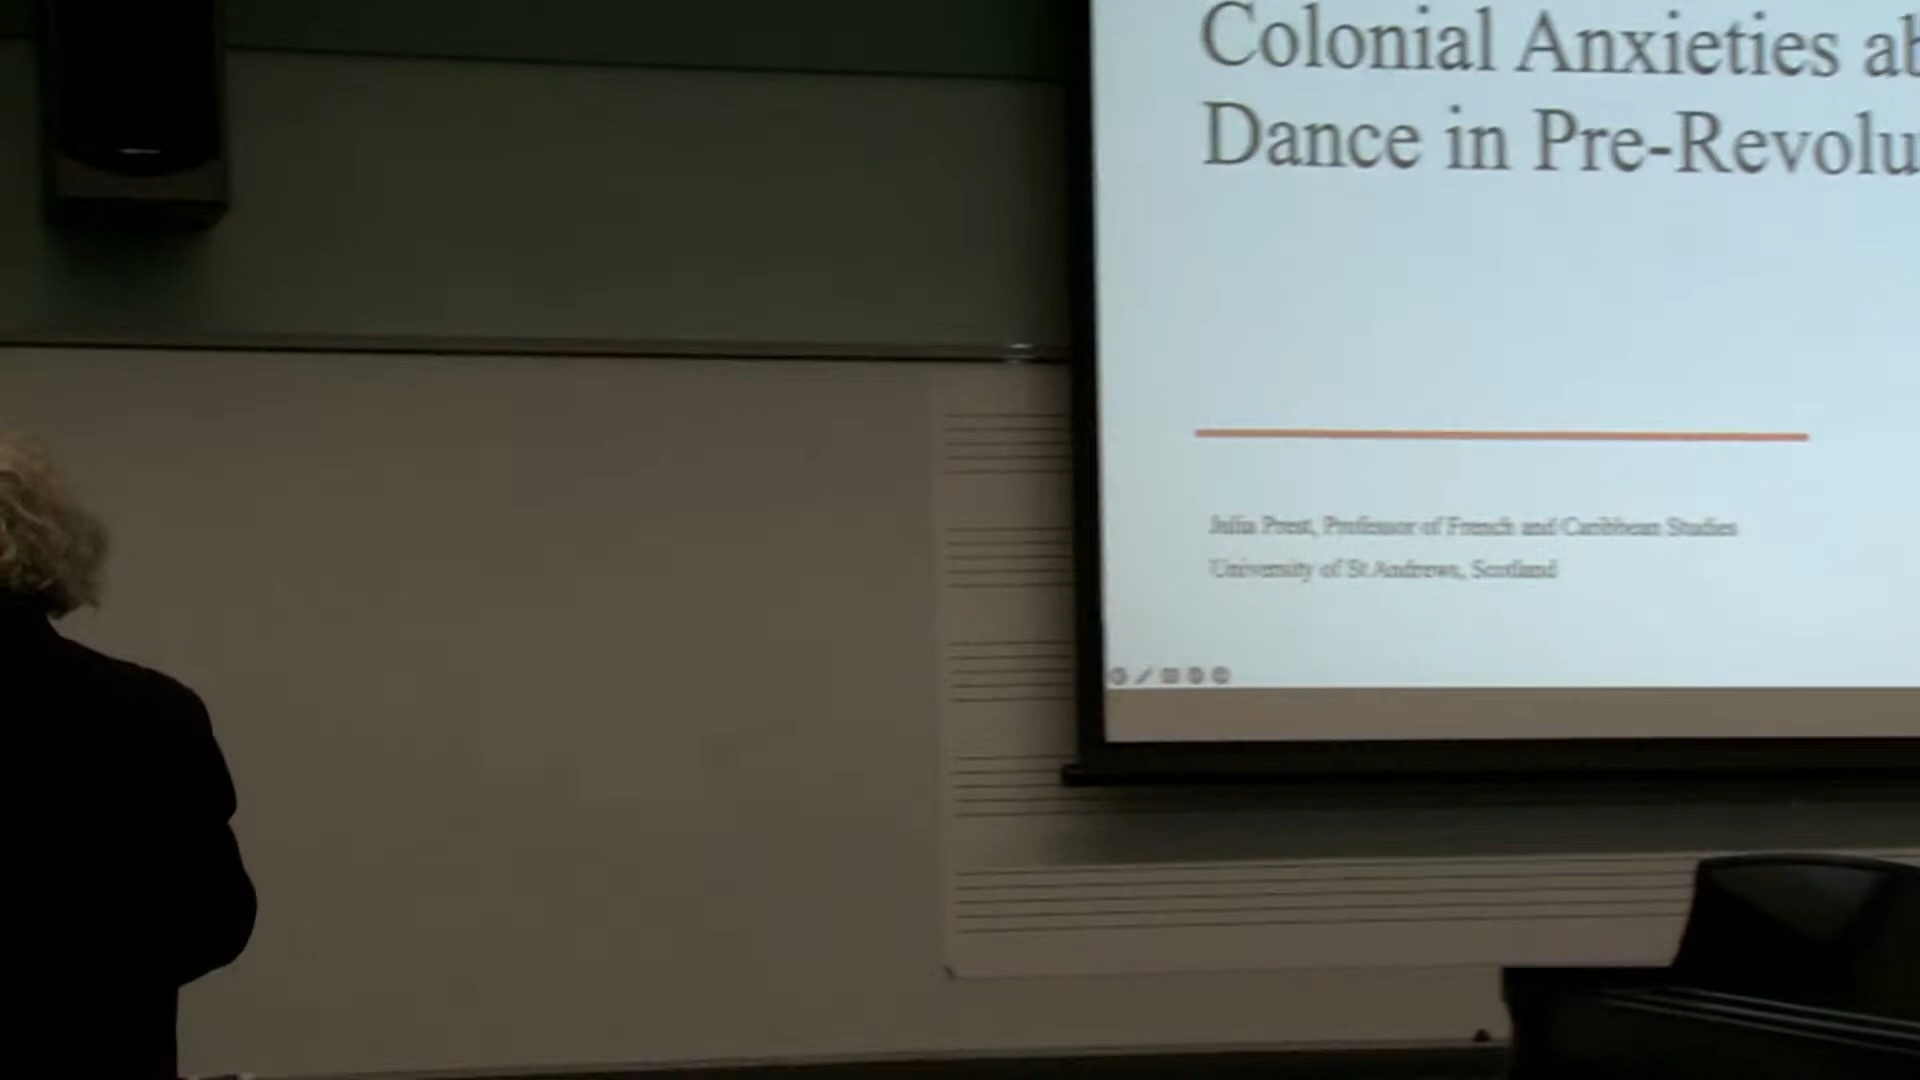 Colonial Anxieties ab
Dance in Pre-Revolu
Julia Prest, Professor of French and Caribbean Studies
University of St Andrews, Scotland